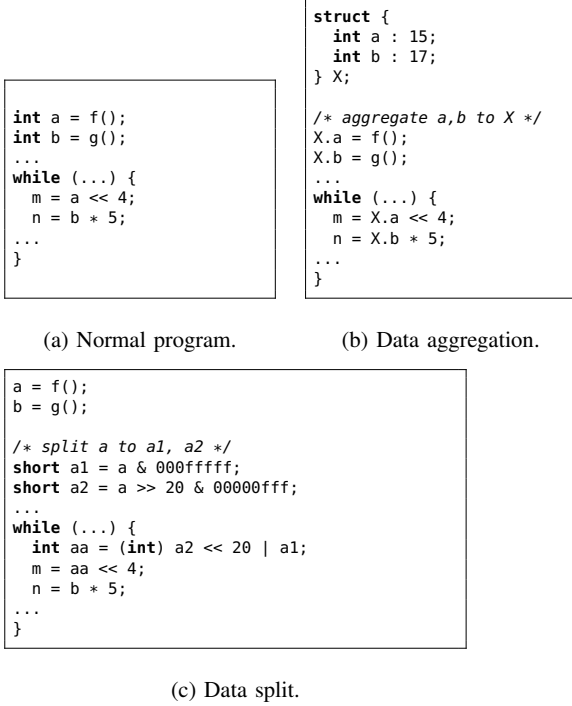 int a = f();
int b = g();
...
while (...) {
  m = a << 4;
  n = b * 5;
...
}
(a) Normal program.
struct {
  int a : 15;
  int b : 17;
} X;

/* aggregate a,b to X */
X.a = f();
X.b = g();
...
while (...) {
  m = X.a << 4;
  n = X.b * 5;
...
}
(b) Data aggregation.
a = f();
b = g();

/* split a to a1, a2 */
short a1 = a & 000fffff;
short a2 = a >> 20 & 00000fff;
...
while (...) {
  int aa = (int) a2 << 20 | a1;
  m = aa << 4;
  n = b * 5;
...
}
(c) Data split.